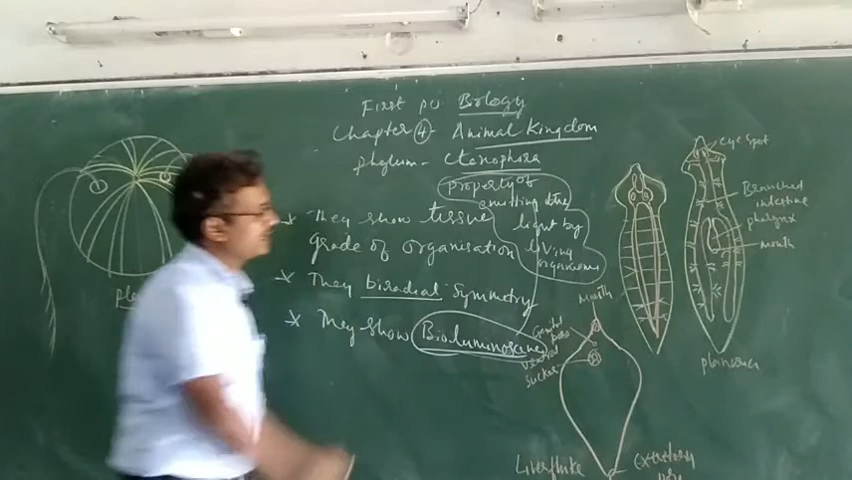 First PU Biology
Chapter 4- Animal Kingdom
phylum - Ctenophora
property of
emitting the
light by
living
organisms
* They show tissue
grade of organisation
* They biradial symmetry
* They show Bioluminoscence
eye spot
Branched
intestine
pharynx
mouth
planaria
Mouth
Genital
pore
ventral
sucker
Liverfluke
Excretory
pore